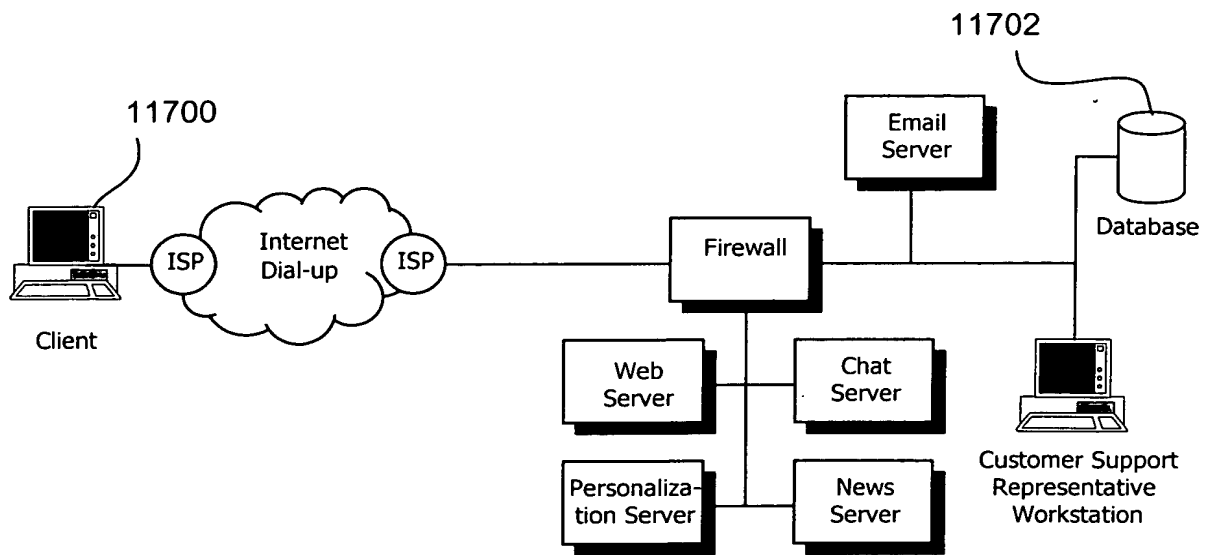 11702
11700
Email
Server
Database
Internet
Dial-up
ISP
ISP
Firewall
Client
Web
Server
Chat
Server
Personaliza-
tion Server
News
Server
Customer Support
Representative
Workstation